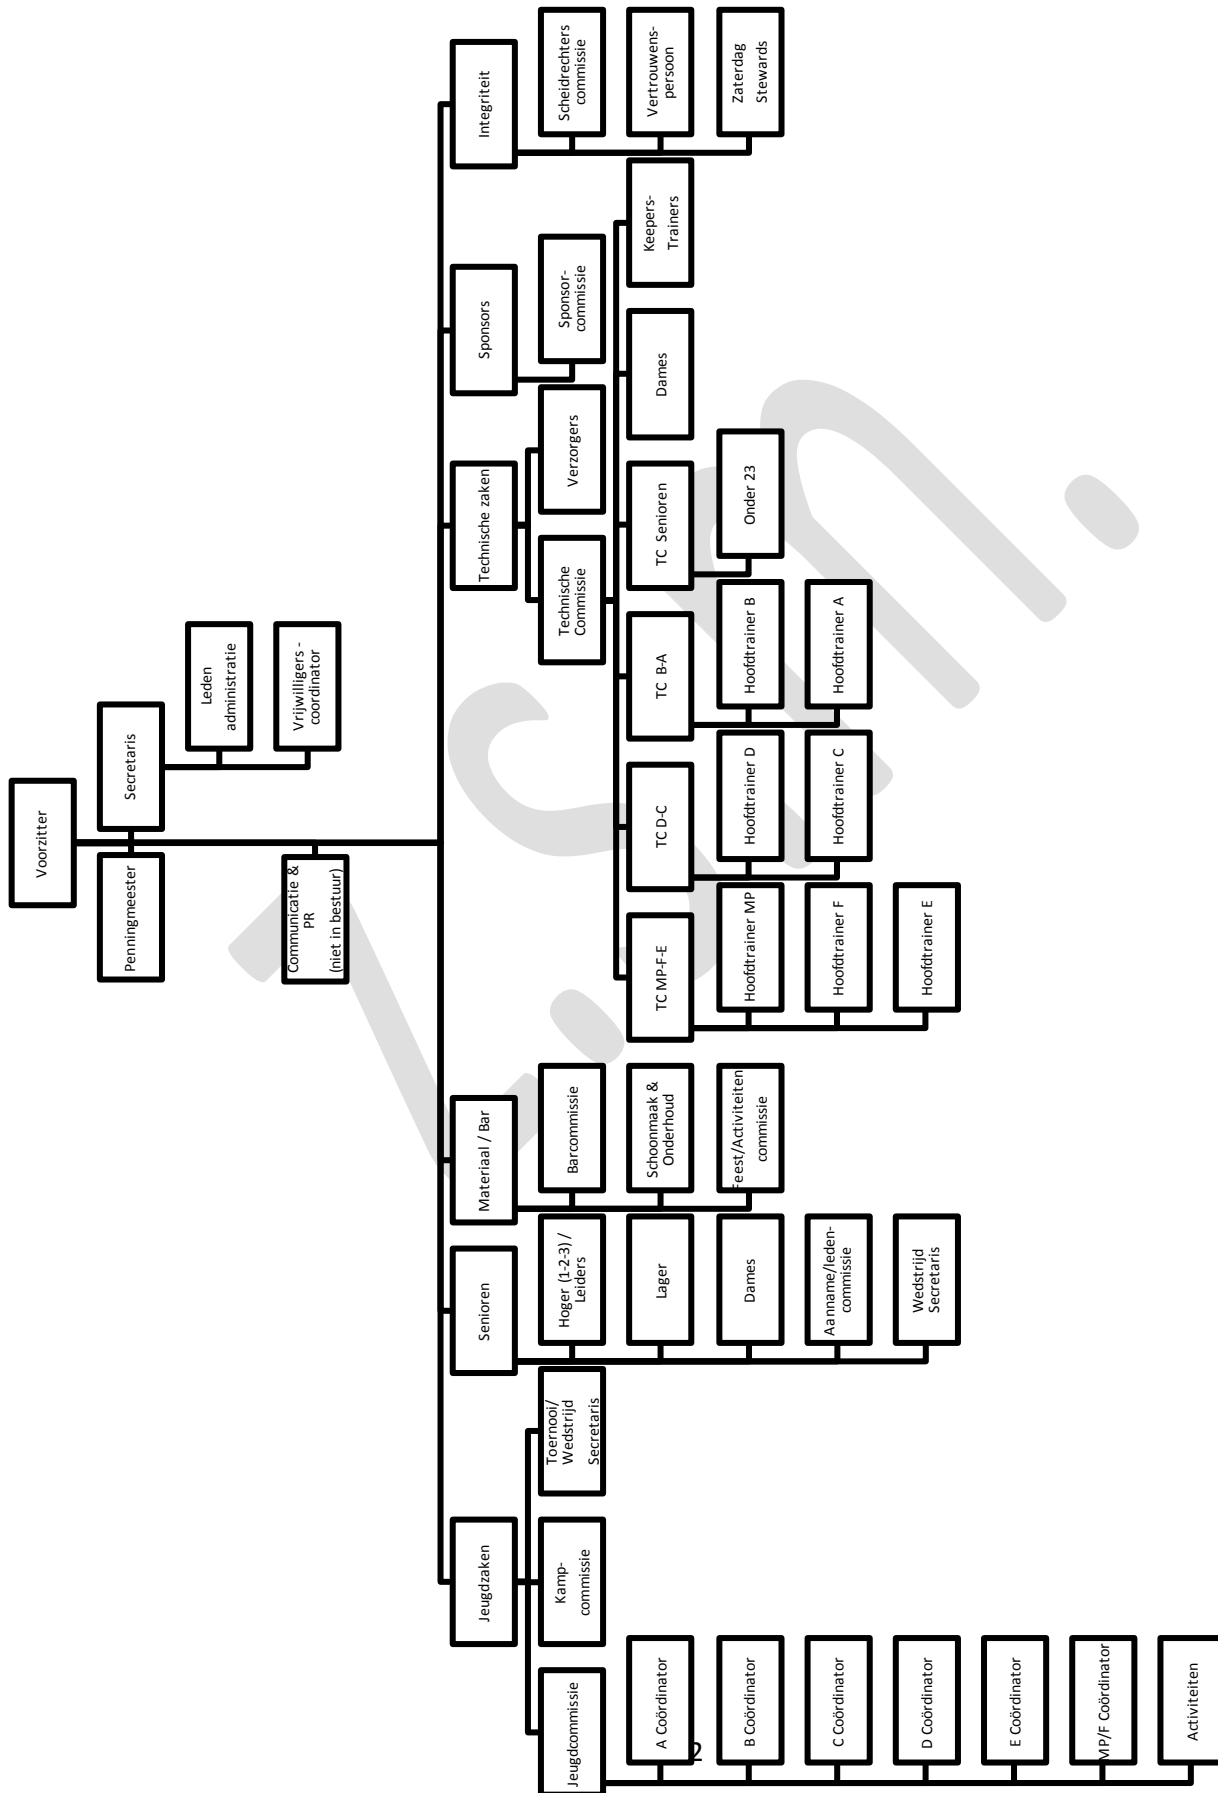 Voorzitter
Penningmeester
Secretaris
Leden
administratie
Vrijwilligers -
coordinator
Communicatie &
PR
(niet in bestuur)
Jeugdzaken
Senioren
Materiaal / Bar
Technische zaken
Sponsors
Integriteit
Jeugdcommissie
Kamp-
commissie
Toernooi/
Wedstrijd
Secretaris
A Coördinator
B Coördinator
C Coördinator
D Coördinator
E Coördinator
MP/F Coördinator
Activiteiten
Hoger (1-2-3) /
Leiders
Lager
Dames
Aanname/leden-
commissie
Wedstrijd
Secretaris
Barcommissie
Schoonmaak &
Onderhoud
Feest/Activiteiten
commissie
Technische
Commissie
Verzorgers
TC MP-F-E
Hoofdtrainer MP
Hoofdtrainer F
Hoofdtrainer E
TC D-C
Hoofdtrainer D
Hoofdtrainer C
TC B-A
Hoofdtrainer B
Hoofdtrainer A
TC Senioren
Onder 23
Dames
Keepers-
Trainers
Sponsor-
commissie
Scheidrechters
commissie
Vertrouwens-
persoon
Zaterdag
Stewards
z.s.m.
2